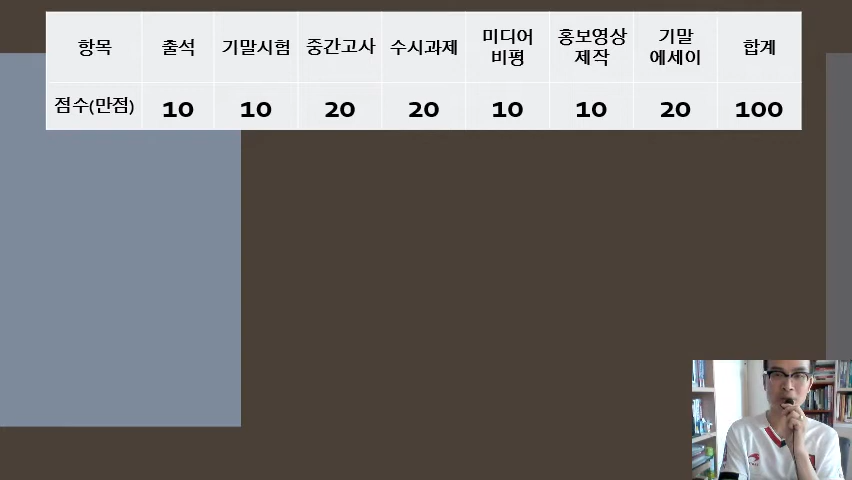 항목 출석 기말시험 중간고사 수시과제 미디어 비평 홍보영상 제작 기말 에세이 합계
점수(만점) 10 10 20 20 10 10 20 100